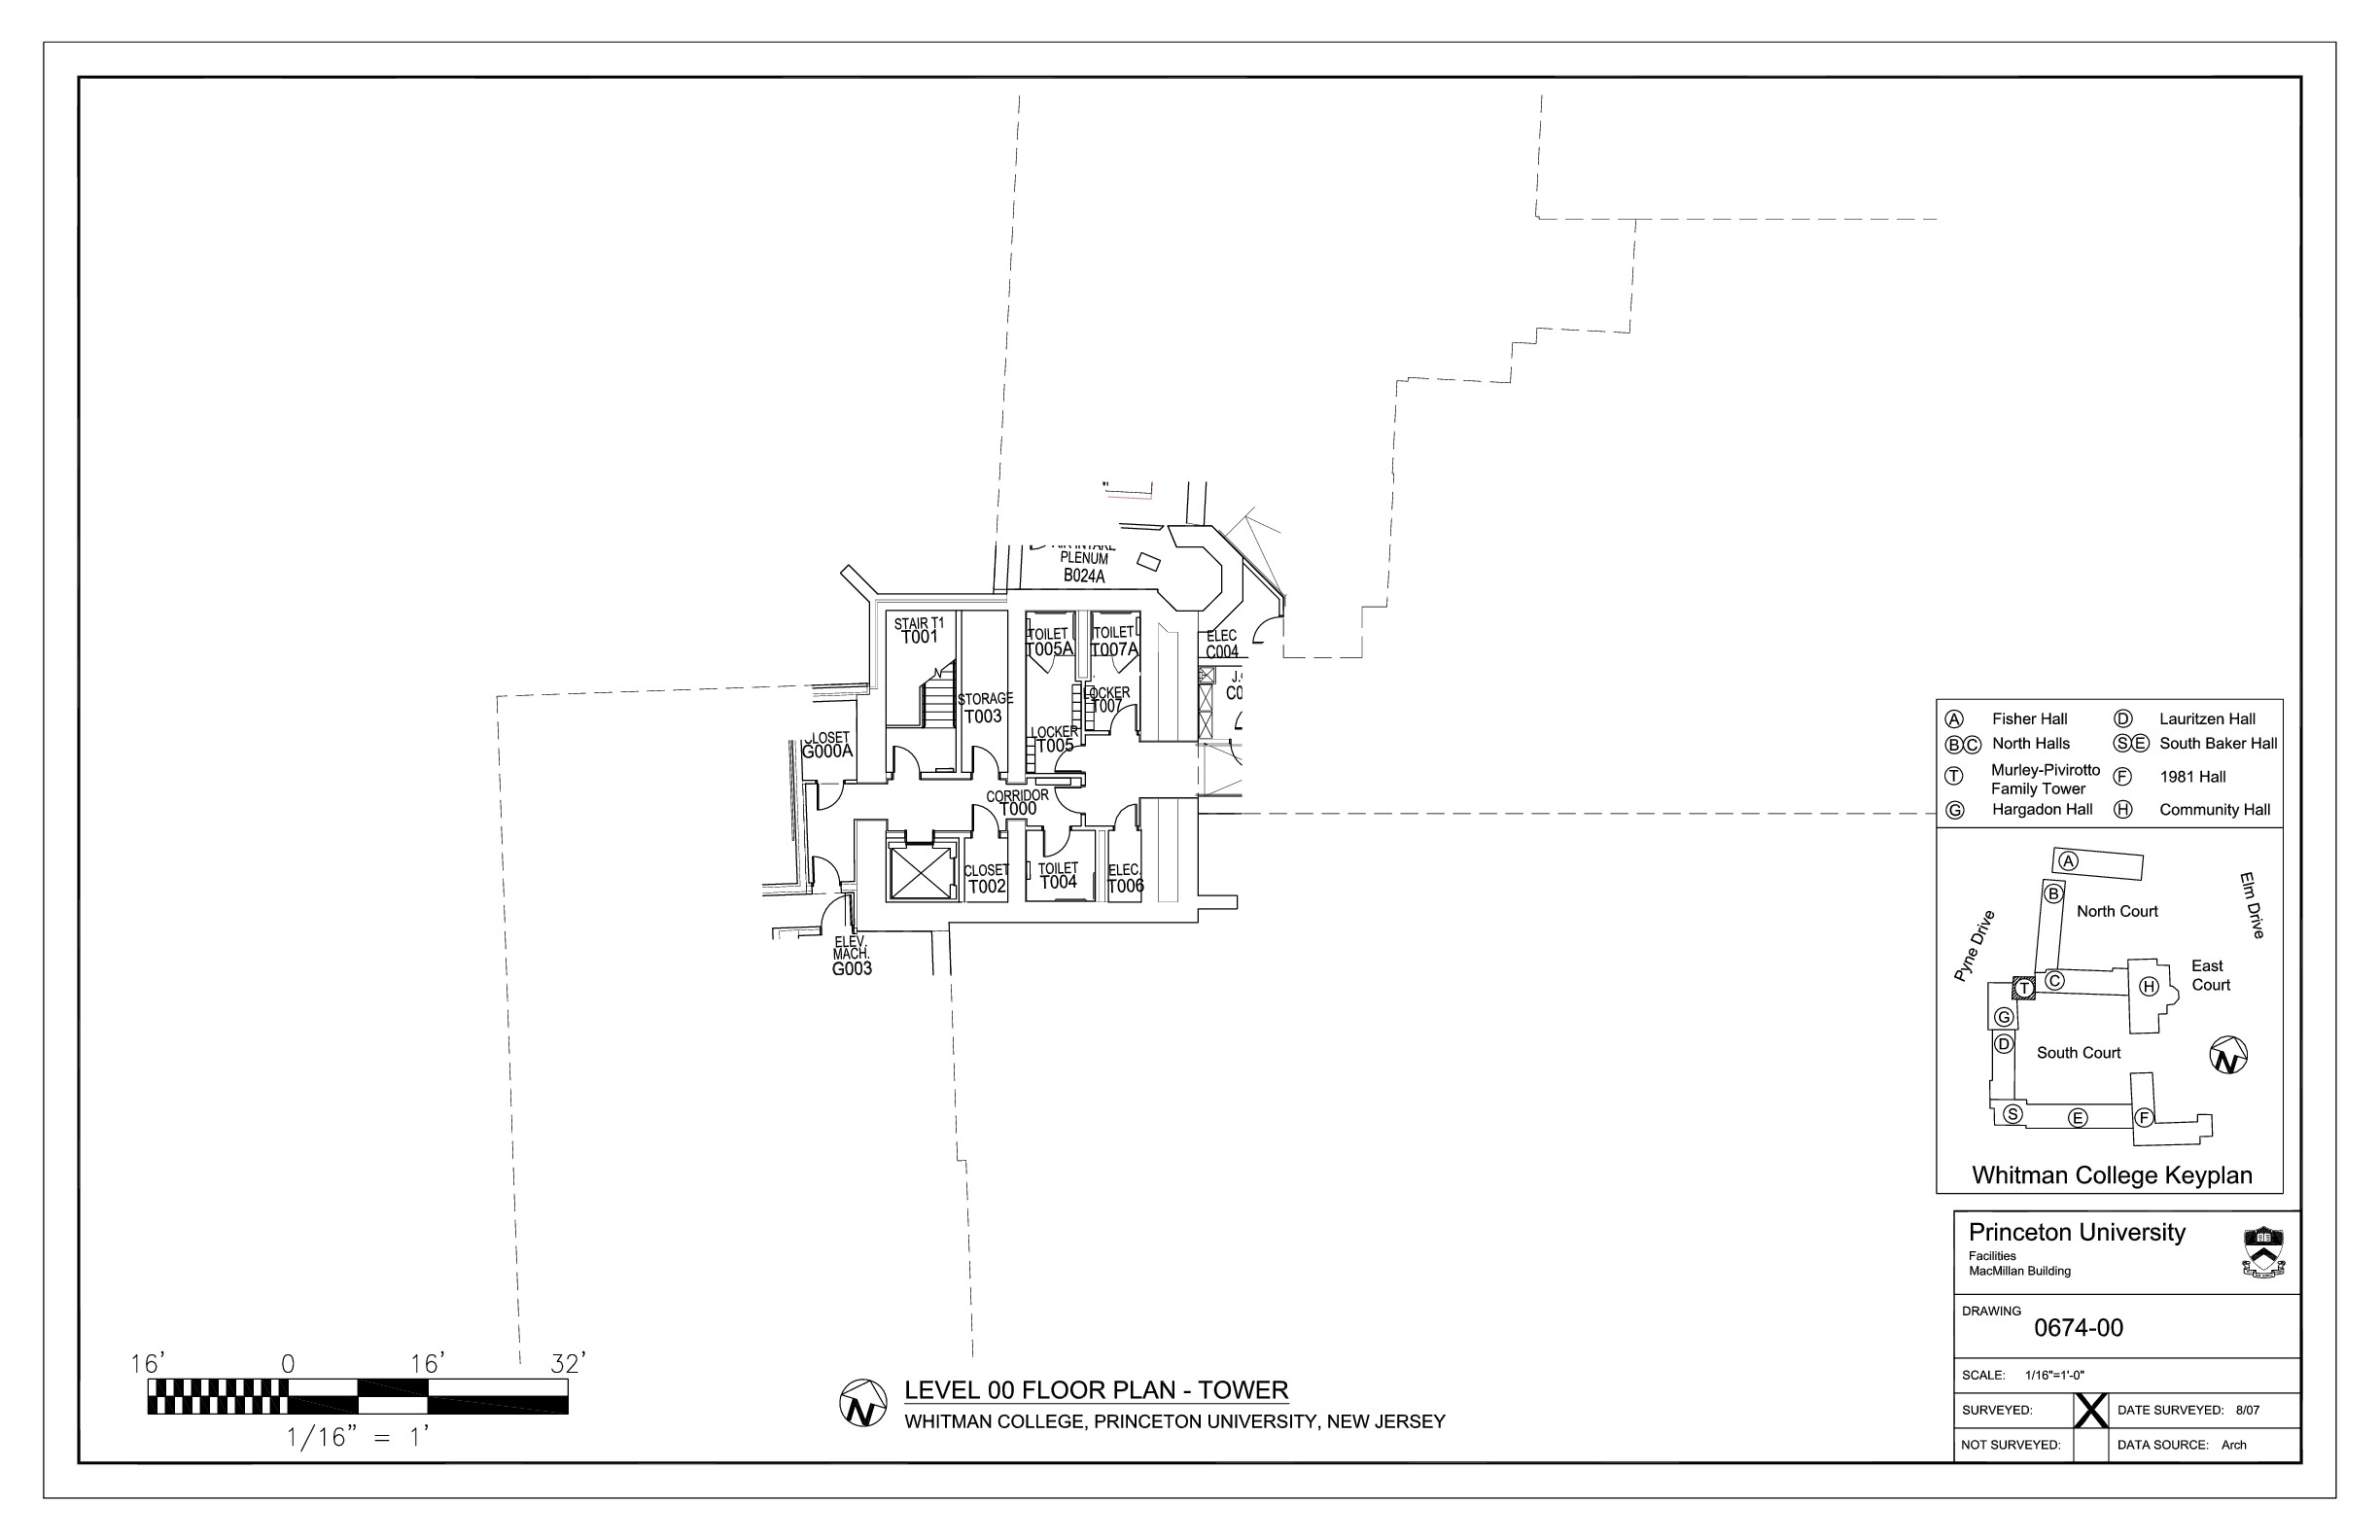 PLENUM
B024A
STAIR T1
T001
TOILET
T005A
TOILET
T007A
ELEC
C004
STORAGE
T003
LOCKER
T007
LOCKER
T005
G000A
CORRIDOR
T000
CLOSET
T002
TOILET
T004
ELEC.
T006
ELEV.
MACH.
G003
A Fisher Hall
D Lauritzen Hall
B C North Halls
S E South Baker Hall
T Murley-Pivirotto
Family Tower
F 1981 Hall
G Hargadon Hall
H Community Hall
A
B
North Court
Elm Drive
Pyne Drive
East
Court
T
C
H
G
D
South Court
N
S
E
F
Whitman College Keyplan
Princeton University
Facilities
MacMillan Building
DRAWING
0674-00
SCALE: 1/16"=1'-0"
SURVEYED: X DATE SURVEYED: 8/07
NOT SURVEYED: DATA SOURCE: Arch
16' 0 16' 32'
1/16" = 1'
N
LEVEL 00 FLOOR PLAN - TOWER
WHITMAN COLLEGE, PRINCETON UNIVERSITY, NEW JERSEY